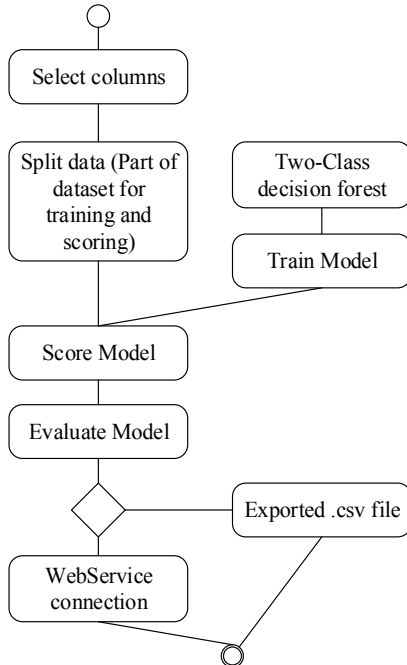 Select columns
Split data (Part of
dataset for
training and
scoring)
Two-Class
decision forest
Train Model
Score Model
Evaluate Model
Exported .csv file
WebService
connection